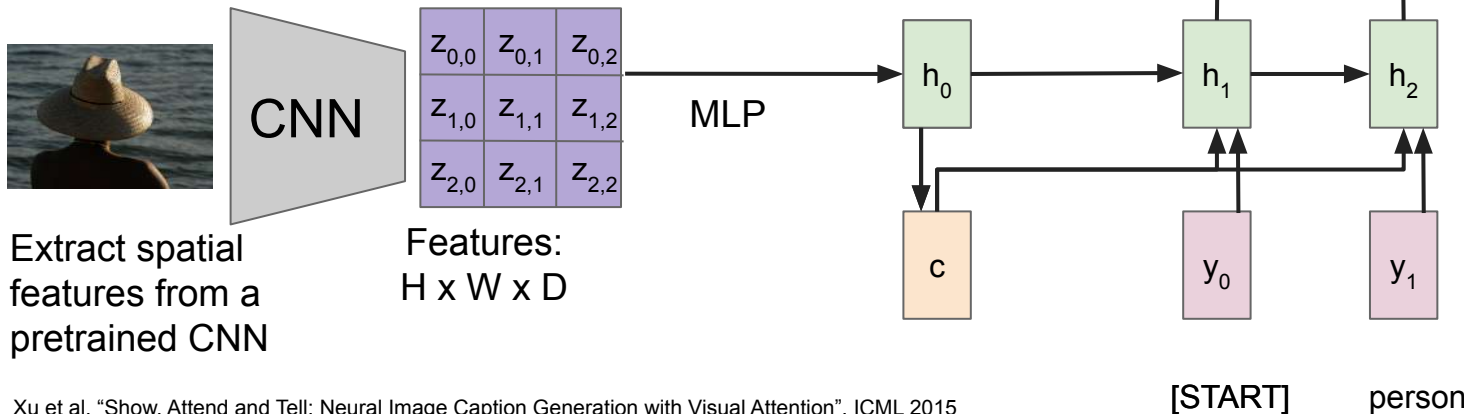 CNN
z0,0 z0,1 z0,2
z1,0 z1,1 z1,2
z2,0 z2,1 z2,2
MLP
h0
h1
h2
c
y0
y1
Extract spatial
features from a
pretrained CNN
Features:
H x W x D
[START]
person
Xu et al, “Show, Attend and Tell: Neural Image Caption Generation with Visual Attention”, ICML 2015